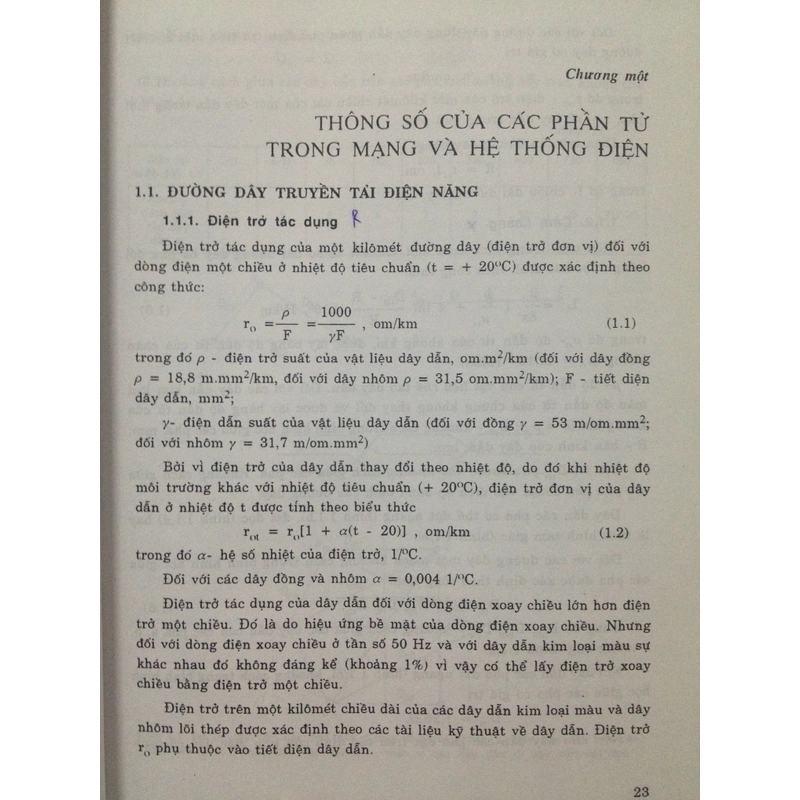 Chương một
THÔNG SỐ CỦA CÁC PHẦN TỬ
TRONG MẠNG VÀ HỆ THỐNG ĐIỆN
1.1. ĐƯỜNG DÂY TRUYỀN TẢI ĐIỆN NĂNG
1.1.1. Điện trở tác dụng R
Điện trở tác dụng của một kilômét đường dây (điện trở đơn vị) đối với
dòng điện một chiều ở nhiệt độ tiêu chuẩn (t = + 20°C) được xác định theo
công thức:
r₀ = ρ/F = 1000/γF , om/km (1.1)
trong đó ρ - điện trở suất của vật liệu dây dẫn, om.m²/km (đối với dây đồng
ρ = 18,8 m.mm²/km, đối với dây nhôm ρ = 31,5 om.mm²/km); F - tiết diện
dây dẫn, mm²;
γ- điện dẫn suất của vật liệu dây dẫn (đối với đồng γ = 53 m/om.mm²;
đối với nhôm γ = 31,7 m/om.mm²)
Bởi vì điện trở của dây dẫn thay đổi theo nhiệt độ, do đó khi nhiệt độ
môi trường khác với nhiệt độ tiêu chuẩn (+ 20°C), điện trở đơn vị của dây
dẫn ở nhiệt độ t được tính theo biểu thức
r₀t = r₀[1 + α(t - 20)] , om/km (1.2)
trong đó α- hệ số nhiệt của điện trở, 1/°C.
Đối với các dây đồng và nhôm α = 0,004 1/°C.
Điện trở tác dụng của dây dẫn đối với dòng điện xoay chiều lớn hơn điện
trở một chiều. Đó là do hiệu ứng bề mặt của dòng điện xoay chiều. Nhưng
đối với dòng điện xoay chiều ở tần số 50 Hz và với dây dẫn kim loại màu sự
khác nhau đó không đáng kể (khoảng 1%) vì vậy có thể lấy điện trở xoay
chiều bằng điện trở một chiều.
Điện trở trên một kilômét chiều dài của các dây dẫn kim loại màu và dây
nhôm lõi thép được xác định theo các tài liệu kỹ thuật về dây dẫn. Điện trở
r₀ phụ thuộc vào tiết diện dây dẫn.
23